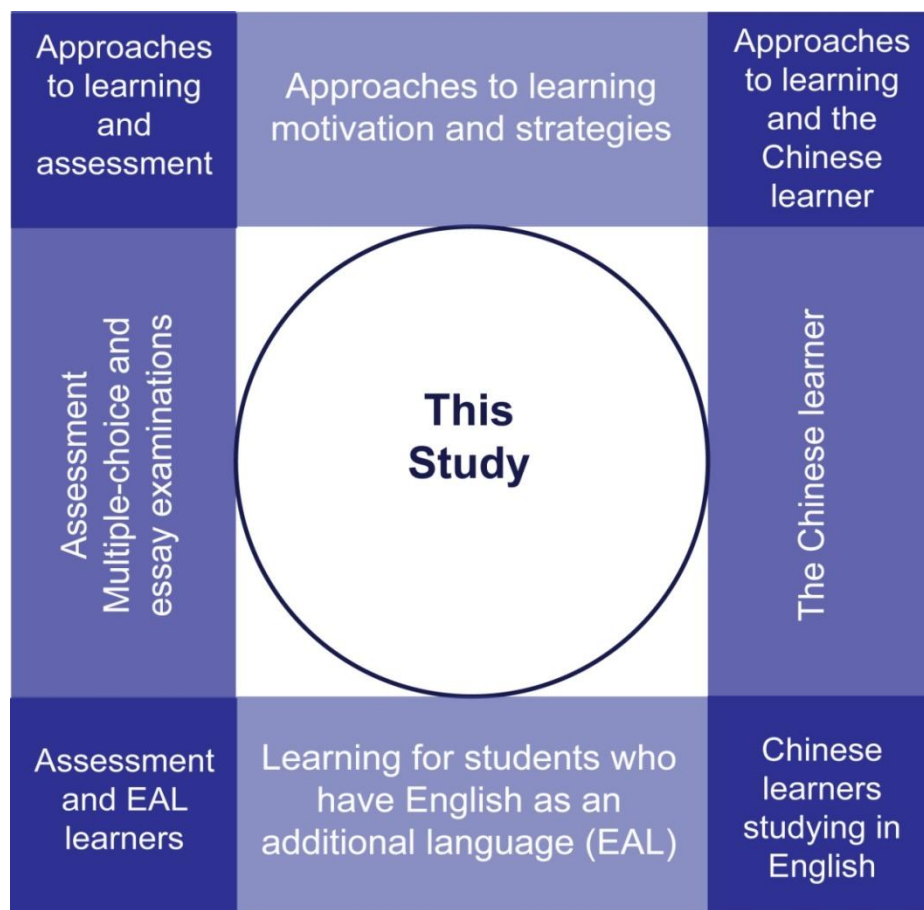 Approaches
to learning
and
assessment
Approaches to learning
motivation and strategies
Approaches
to learning
and the
Chinese
learner
Assessment
Multiple-choice and
essay examinations
This
Study
The Chinese learner
Assessment
and EAL
learners
Learning for students who
have English as an
additional language (EAL)
Chinese
learners
studying in
English